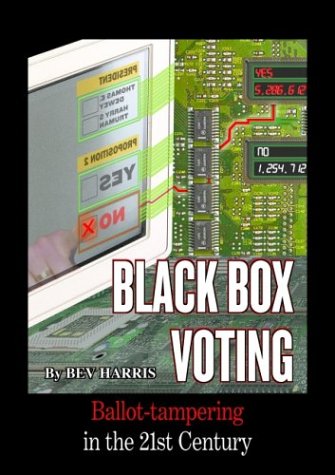 PRESIDENT
THOMAS E.
DEWEY
HARRY S
TRUMAN
PROPOSITION 2
YES
NO
YES
5,286,612
NO
1,254,712
BLACK BOX
VOTING
By BEV HARRIS
Ballot-tampering
in the 21st Century